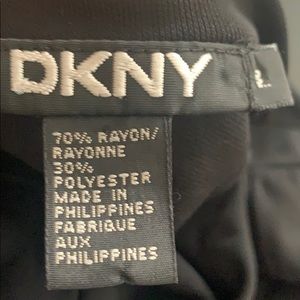 DKNY
70% RAYON/
RAYONNE
30%
POLYESTER
MADE IN
PHILIPPINES
FABRIQUE
AUX
PHILIPPINES